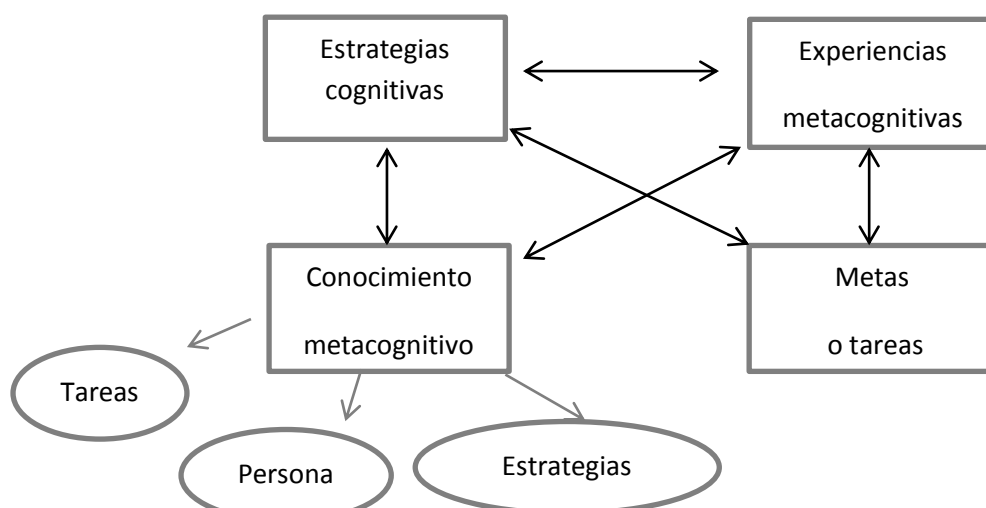 Estrategias
cognitivas
Experiencias
metacognitivas
Conocimiento
metacognitivo
Metas
o tareas
Tareas
Persona
Estrategias